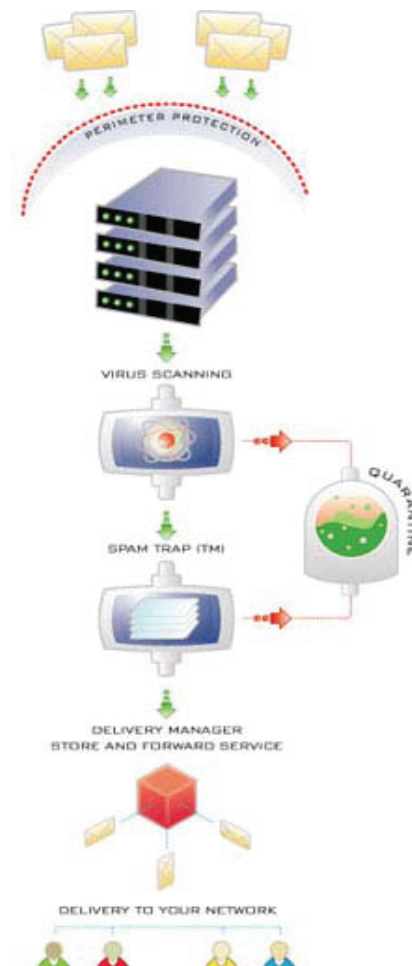 PERIMETER PROTECTION
VIRUS SCANNING
QUARANTINE
SPAM TRAP (TM)
DELIVERY MANAGER
STORE AND FORWARD SERVICE
DELIVERY TO YOUR NETWORK